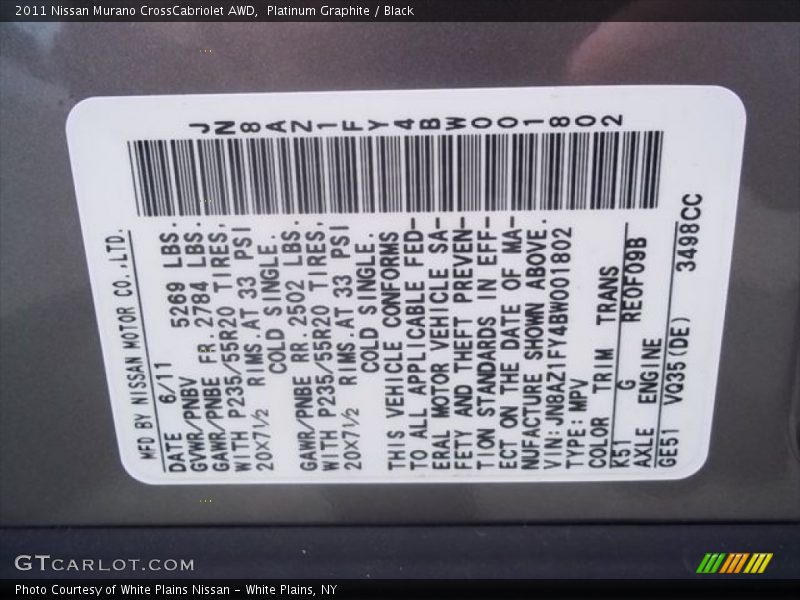 2011 Nissan Murano CrossCabriolet AWD,  Platinum Graphite / Black
JN8AZ1FY4BW001802
MFD BY NISSAN MOTOR CO.,LTD.
DATE 6/11
GVWR/PNBV 5269 LBS.
GAWR/PNBE FR.2784 LBS.
WITH P235/55R20 TIRES,
20X7½ RIMS.AT 33 PSI
COLD SINGLE.
GAWR/PNBE RR.2502 LBS.
WITH P235/55R20 TIRES,
20X7½ RIMS.AT 33 PSI
COLD SINGLE.
THIS VEHICLE CONFORMS
TO ALL APPLICABLE FED-
ERAL MOTOR VEHICLE SA-
FETY AND THEFT PREVEN-
TION STANDARDS IN EFF-
ECT ON THE DATE OF MA-
NUFACTURE SHOWN ABOVE.
VIN:JN8AZ1FY4BW001802
TYPE:MPV
COLOR TRIM TRANS
K51 G RE0F09B
AXLE ENGINE
GE51 VQ35(DE) 3498CC
GTCARLOT.COM
Photo Courtesy of White Plains Nissan - White Plains, NY